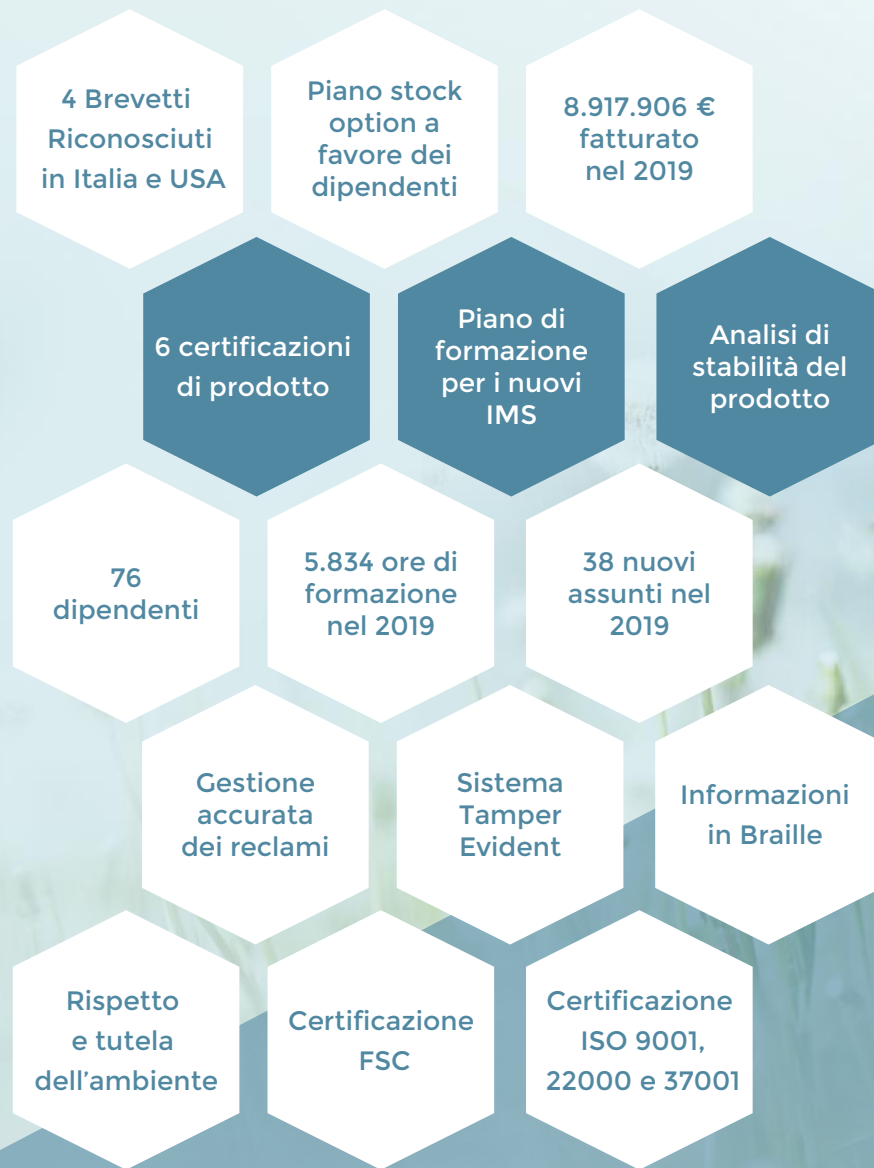 4 Brevetti
Riconosciuti
in Italia e USA
Piano stock
option a
favore dei
dipendenti
8.917.906 €
fatturato
nel 2019
6 certificazioni
di prodotto
Piano di
formazione
per i nuovi
IMS
Analisi di
stabilità del
prodotto
76
dipendenti
5.834 ore di
formazione
nel 2019
38 nuovi
assunti nel
2019
Gestione
accurata
dei reclami
Sistema
Tamper
Evident
Informazioni
in Braille
Rispetto
e tutela
dell’ambiente
Certificazione
FSC
Certificazione
ISO 9001,
22000 e 37001